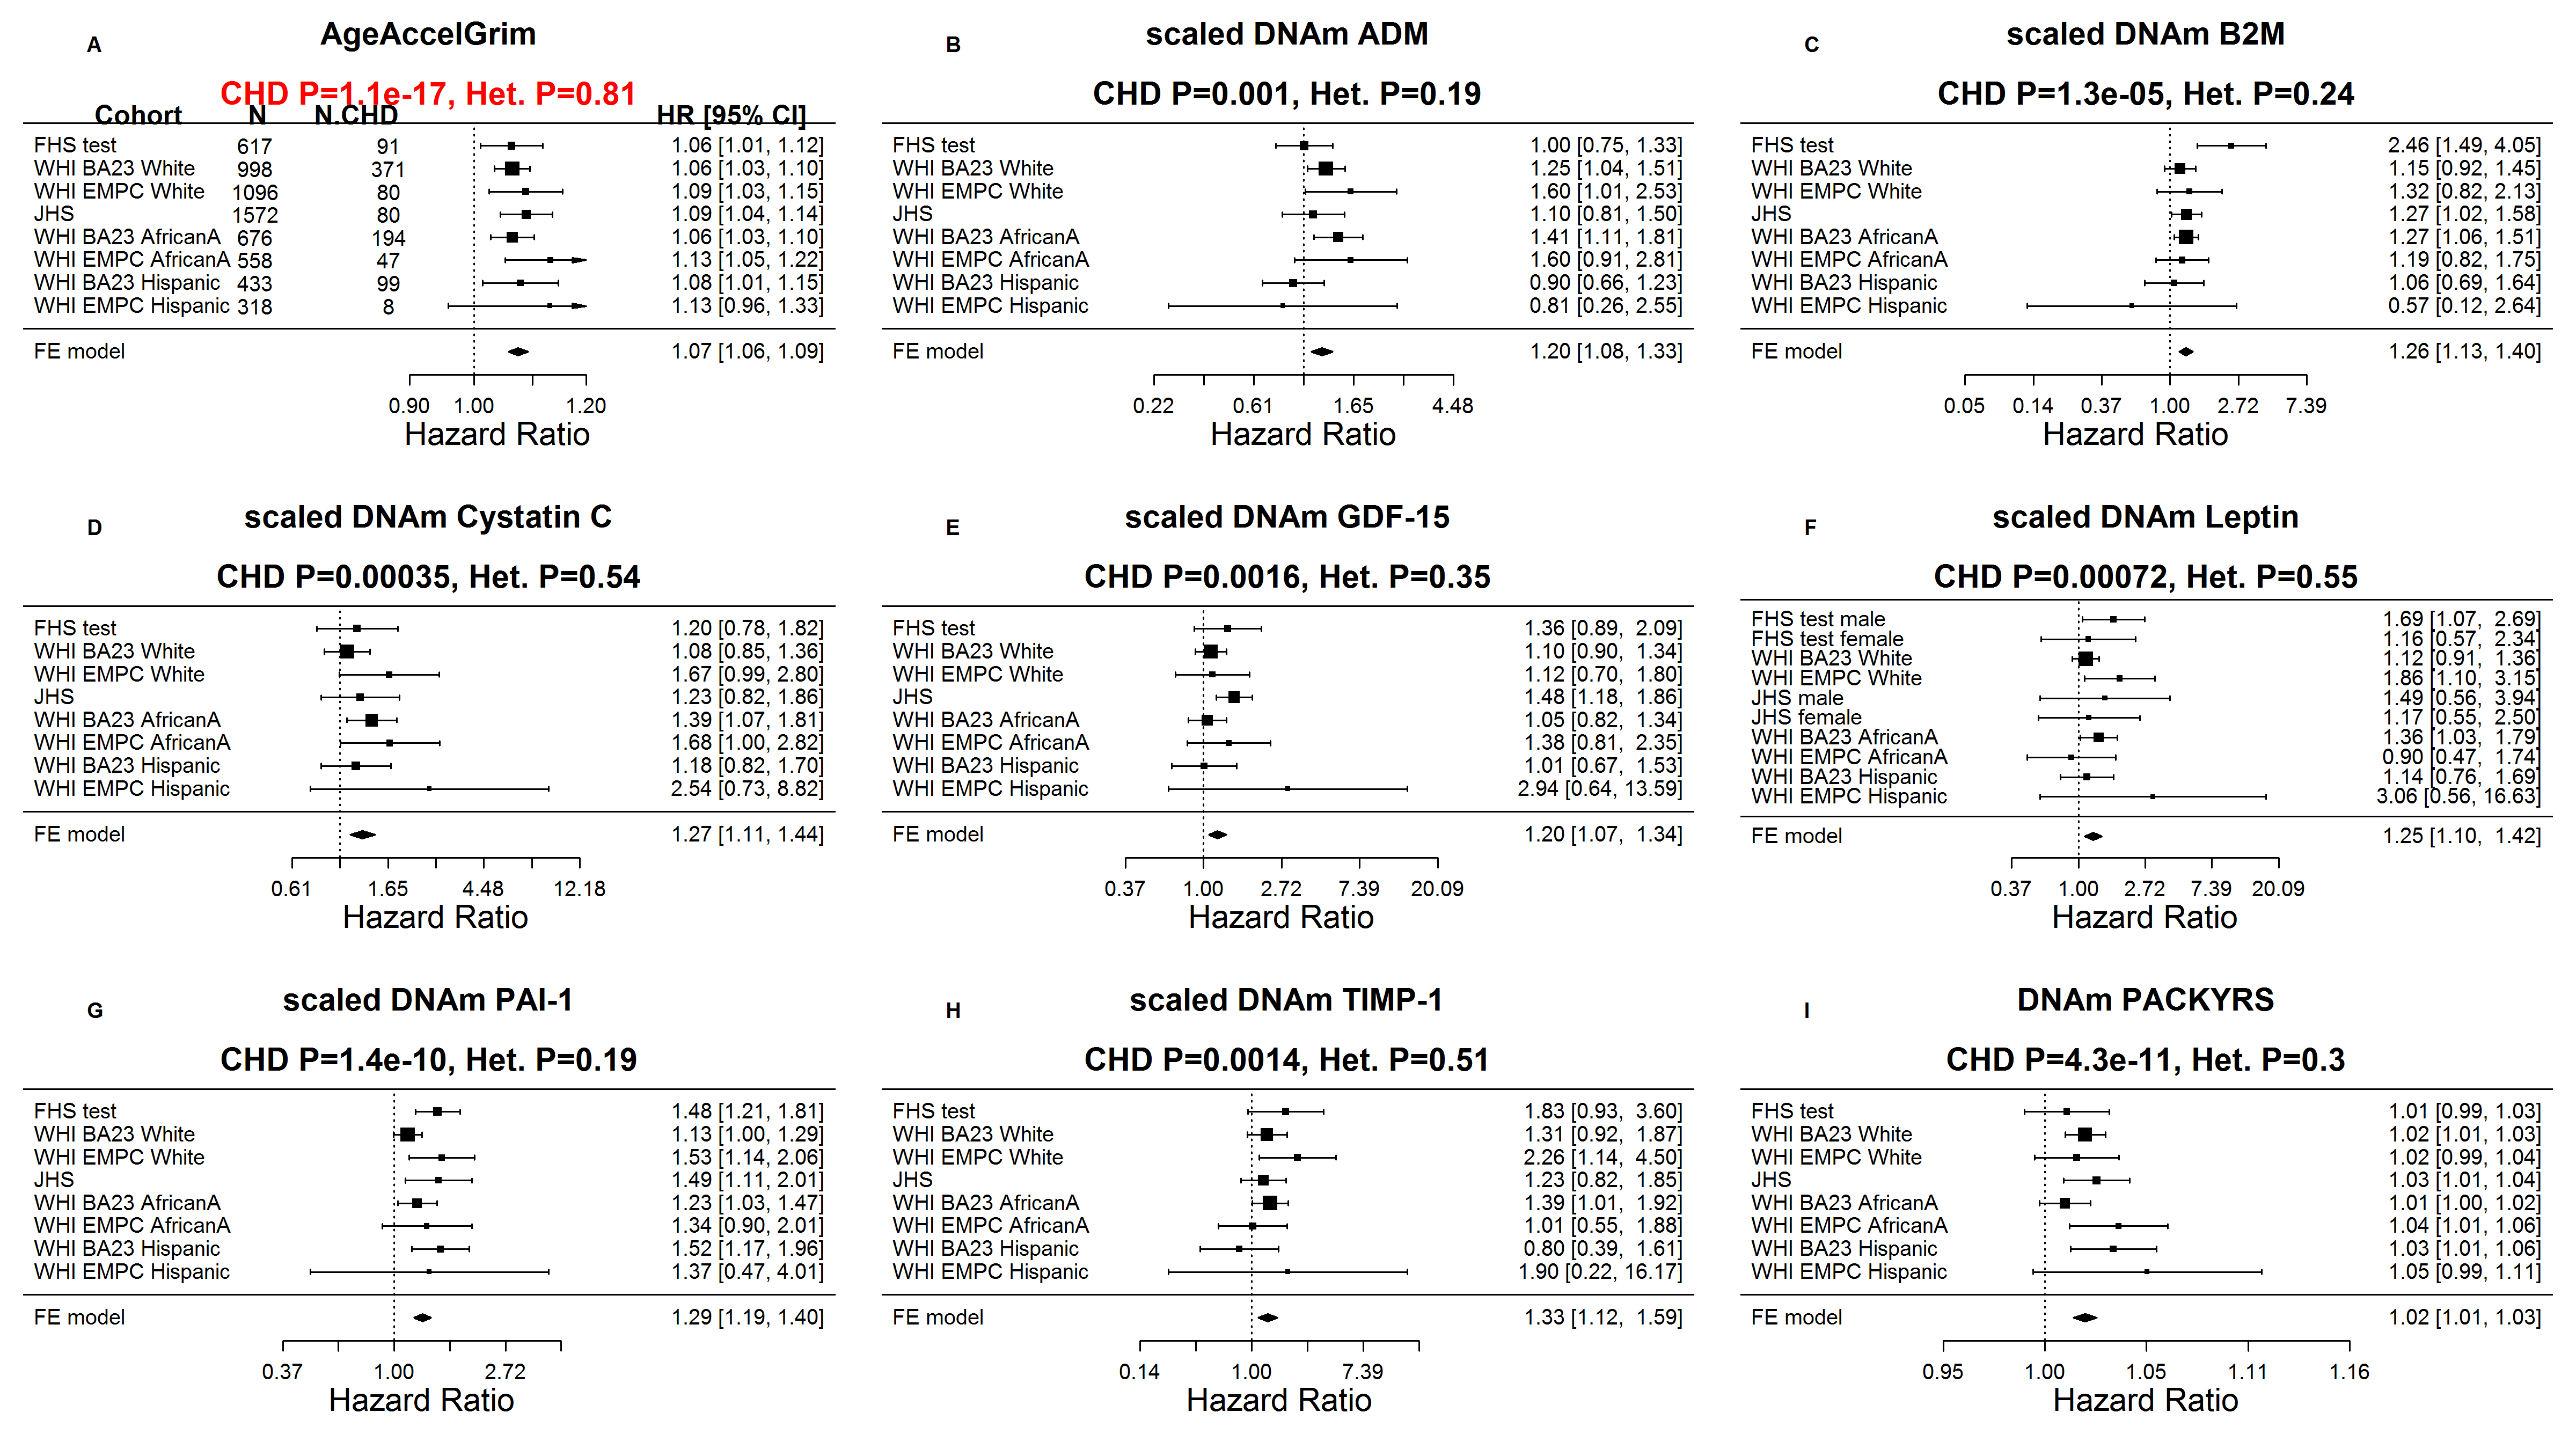 A
AgeAccelGrim
CHD P=1.1e-17, Het. P=0.81
Cohort N N.CHD HR [95% CI]
FHS test 617 91 1.06 [1.01, 1.12]
WHI BA23 White 998 371 1.06 [1.03, 1.10]
WHI EMPC White 1096 80 1.09 [1.03, 1.15]
JHS 1572 80 1.09 [1.04, 1.14]
WHI BA23 AfricanA 676 194 1.06 [1.03, 1.10]
WHI EMPC AfricanA 558 47 1.13 [1.05, 1.22]
WHI BA23 Hispanic 433 99 1.08 [1.01, 1.15]
WHI EMPC Hispanic 318 8 1.13 [0.96, 1.33]
FE model 1.07 [1.06, 1.09]
0.90 1.00 1.20
Hazard Ratio
B
scaled DNAm ADM
CHD P=0.001, Het. P=0.19
FHS test 1.00 [0.75, 1.33]
WHI BA23 White 1.25 [1.04, 1.51]
WHI EMPC White 1.60 [1.01, 2.53]
JHS 1.10 [0.81, 1.50]
WHI BA23 AfricanA 1.41 [1.11, 1.81]
WHI EMPC AfricanA 1.60 [0.91, 2.81]
WHI BA23 Hispanic 0.90 [0.66, 1.23]
WHI EMPC Hispanic 0.81 [0.26, 2.55]
FE model 1.20 [1.08, 1.33]
0.22 0.61 1.65 4.48
Hazard Ratio
C
scaled DNAm B2M
CHD P=1.3e-05, Het. P=0.24
FHS test 2.46 [1.49, 4.05]
WHI BA23 White 1.15 [0.92, 1.45]
WHI EMPC White 1.32 [0.82, 2.13]
JHS 1.27 [1.02, 1.58]
WHI BA23 AfricanA 1.27 [1.06, 1.51]
WHI EMPC AfricanA 1.19 [0.82, 1.75]
WHI BA23 Hispanic 1.06 [0.69, 1.64]
WHI EMPC Hispanic 0.57 [0.12, 2.64]
FE model 1.26 [1.13, 1.40]
0.05 0.14 0.37 1.00 2.72 7.39
Hazard Ratio
D
scaled DNAm Cystatin C
CHD P=0.00035, Het. P=0.54
FHS test 1.20 [0.78, 1.82]
WHI BA23 White 1.08 [0.85, 1.36]
WHI EMPC White 1.67 [0.99, 2.80]
JHS 1.23 [0.82, 1.86]
WHI BA23 AfricanA 1.39 [1.07, 1.81]
WHI EMPC AfricanA 1.68 [1.00, 2.82]
WHI BA23 Hispanic 1.18 [0.82, 1.70]
WHI EMPC Hispanic 2.54 [0.73, 8.82]
FE model 1.27 [1.11, 1.44]
0.61 1.65 4.48 12.18
Hazard Ratio
E
scaled DNAm GDF-15
CHD P=0.0016, Het. P=0.35
FHS test 1.36 [0.89, 2.09]
WHI BA23 White 1.10 [0.90, 1.34]
WHI EMPC White 1.12 [0.70, 1.80]
JHS 1.48 [1.18, 1.86]
WHI BA23 AfricanA 1.05 [0.82, 1.34]
WHI EMPC AfricanA 1.38 [0.81, 2.35]
WHI BA23 Hispanic 1.01 [0.67, 1.53]
WHI EMPC Hispanic 2.94 [0.64, 13.59]
FE model 1.20 [1.07, 1.34]
0.37 1.00 2.72 7.39 20.09
Hazard Ratio
F
scaled DNAm Leptin
CHD P=0.00072, Het. P=0.55
FHS test male 1.69 [1.07, 2.69]
FHS test female 1.16 [0.57, 2.34]
WHI BA23 White 1.12 [0.91, 1.36]
WHI EMPC White 1.86 [1.10, 3.15]
JHS male 1.49 [0.56, 3.94]
JHS female 1.17 [0.55, 2.50]
WHI BA23 AfricanA 1.36 [1.03, 1.79]
WHI EMPC AfricanA 0.90 [0.47, 1.74]
WHI BA23 Hispanic 1.14 [0.76, 1.69]
WHI EMPC Hispanic 3.06 [0.56, 16.63]
FE model 1.25 [1.10, 1.42]
0.37 1.00 2.72 7.39 20.09
Hazard Ratio
G
scaled DNAm PAI-1
CHD P=1.4e-10, Het. P=0.19
FHS test 1.48 [1.21, 1.81]
WHI BA23 White 1.13 [1.00, 1.29]
WHI EMPC White 1.53 [1.14, 2.06]
JHS 1.49 [1.11, 2.01]
WHI BA23 AfricanA 1.23 [1.03, 1.47]
WHI EMPC AfricanA 1.34 [0.90, 2.01]
WHI BA23 Hispanic 1.52 [1.17, 1.96]
WHI EMPC Hispanic 1.37 [0.47, 4.01]
FE model 1.29 [1.19, 1.40]
0.37 1.00 2.72
Hazard Ratio
H
scaled DNAm TIMP-1
CHD P=0.0014, Het. P=0.51
FHS test 1.83 [0.93, 3.60]
WHI BA23 White 1.31 [0.92, 1.87]
WHI EMPC White 2.26 [1.14, 4.50]
JHS 1.23 [0.82, 1.85]
WHI BA23 AfricanA 1.39 [1.01, 1.92]
WHI EMPC AfricanA 1.01 [0.55, 1.88]
WHI BA23 Hispanic 0.80 [0.39, 1.61]
WHI EMPC Hispanic 1.90 [0.22, 16.17]
FE model 1.33 [1.12, 1.59]
0.14 1.00 7.39
Hazard Ratio
I
DNAm PACKYRS
CHD P=4.3e-11, Het. P=0.3
FHS test 1.01 [0.99, 1.03]
WHI BA23 White 1.02 [1.01, 1.03]
WHI EMPC White 1.02 [0.99, 1.04]
JHS 1.03 [1.01, 1.04]
WHI BA23 AfricanA 1.01 [1.00, 1.02]
WHI EMPC AfricanA 1.04 [1.01, 1.06]
WHI BA23 Hispanic 1.03 [1.01, 1.06]
WHI EMPC Hispanic 1.05 [0.99, 1.11]
FE model 1.02 [1.01, 1.03]
0.95 1.00 1.05 1.11 1.16
Hazard Ratio